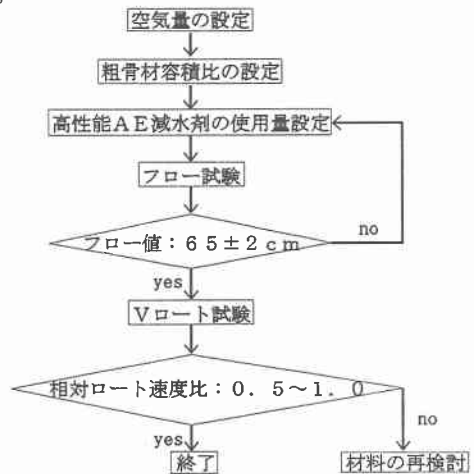 空気量の設定
粗骨材容積比の設定
高性能ＡＥ減水剤の使用量設定
フロー試験
フロー値：６５±２ｃｍ
no
yes
Ｖロート試験
相対ロート速度比：０．５～１．０
no
yes
終了
材料の再検討